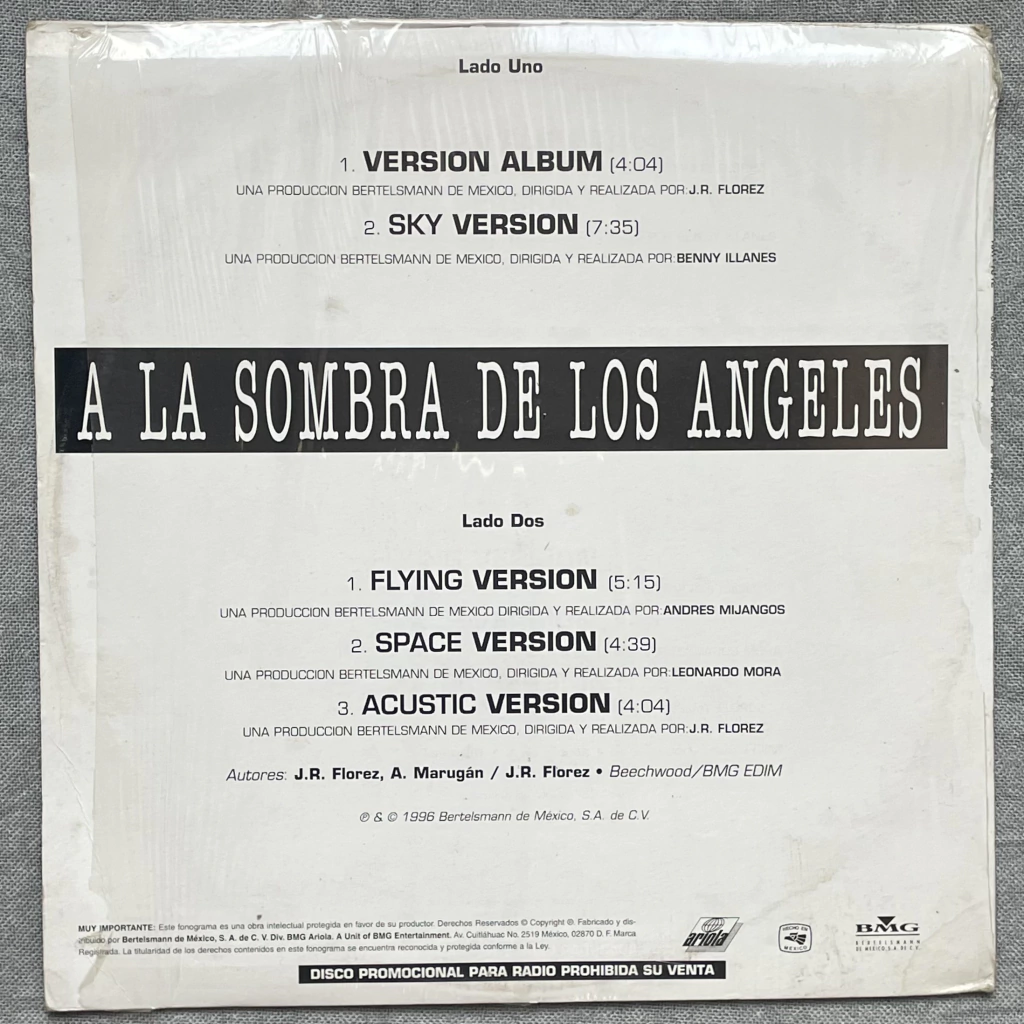 Lado Uno
1. VERSION ALBUM (4:04)
UNA PRODUCCION BERTELSMANN DE MEXICO, DIRIGIDA Y REALIZADA POR:J.R. FLOREZ
2. SKY VERSION (7:35)
UNA PRODUCCION BERTELSMANN DE MEXICO, DIRIGIDA Y REALIZADA POR:BENNY ILLANES
A LA SOMBRA DE LOS ANGELES
Lado Dos
1. FLYING VERSION (5:15)
UNA PRODUCCION BERTELSMANN DE MEXICO DIRIGIDA Y REALIZADA POR:ANDRES MIJANGOS
2. SPACE VERSION (4:39)
UNA PRODUCCION BERTELSMANN DE MEXICO, DIRIGIDA Y REALIZADA POR:LEONARDO MORA
3. ACUSTIC VERSION (4:04)
UNA PRODUCCION BERTELSMANN DE MEXICO, DIRIGIDA Y REALIZADA POR:J.R. FLOREZ
Autores: J.R. Florez, A. Marugán / J.R. Florez • Beechwood/BMG EDIM
℗ & © 1996 Bertelsmann de México, S.A. de C.V.
MUY IMPORTANTE: Este fonograma es una obra intelectual protegida en favor de su productor. Derechos Reservados © Copyright ℗. Fabricado y dis-
tribuido por Bertelsmann de México, S. A. de C. V. Div. BMG Ariola. A Unit of BMG Entertainment. Av. Cuitláhuac No. 2519 México, 02870 D. F. Marca
Registrada. La titularidad de los derechos contenidos en este fonograma se encuentra reconocida y protegida conforme a la Ley.
ariola
HECHO EN
MEXICO
BMG
BERTELSMANN
DE MEXICO, S.A. DE C.V.
DISCO PROMOCIONAL PARA RADIO PROHIBIDA SU VENTA